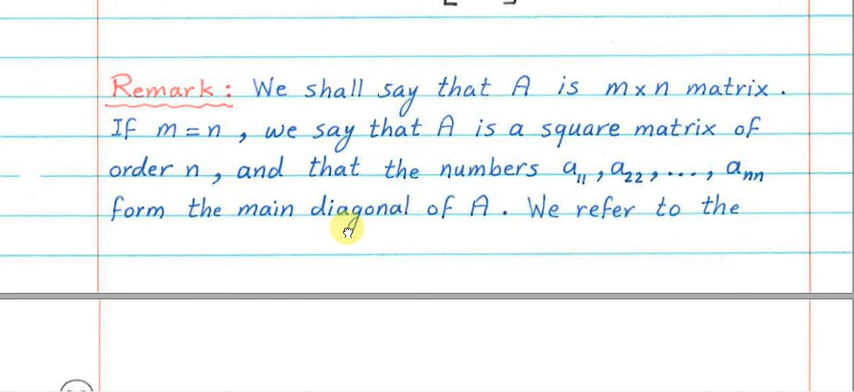 Remark: We shall say that A is m×n matrix.
If m=n, we say that A is a square matrix of
order n, and that the numbers a₁₁, a₂₂, ..., aₙₙ
form the main diagonal of A. We refer to the